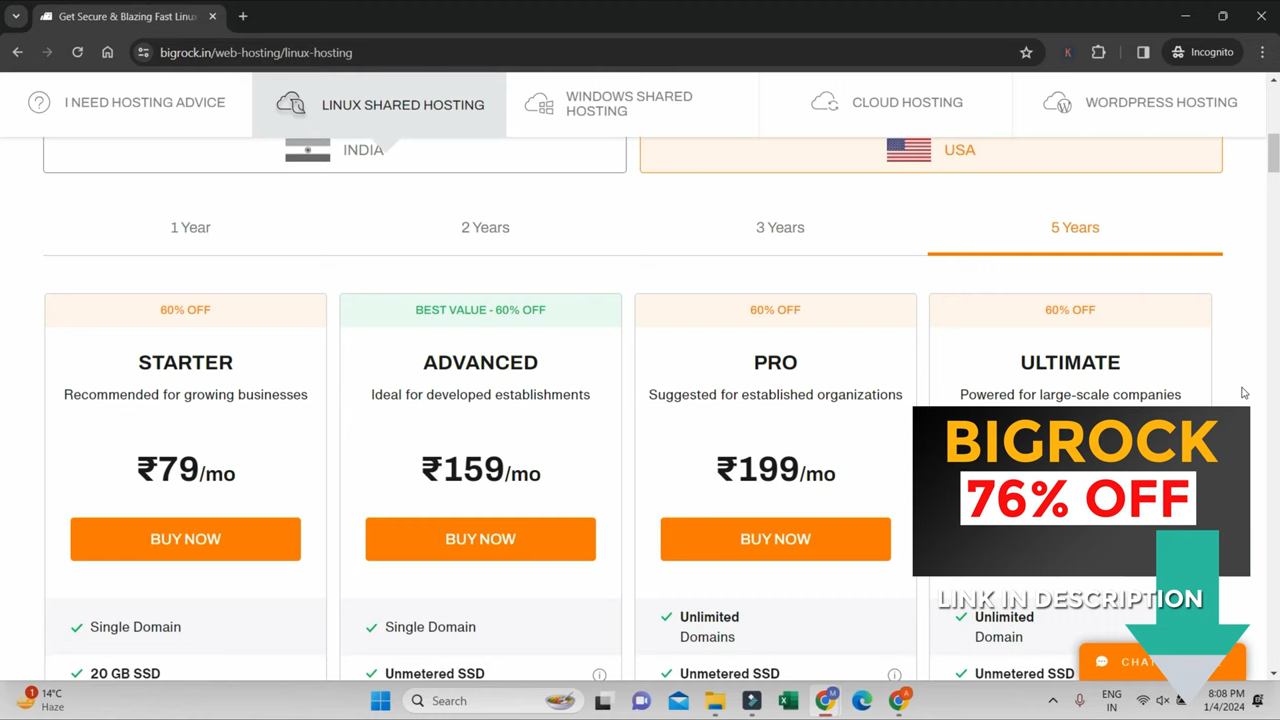 Get Secure & Blazing Fast Linux
bigrock.in/web-hosting/linux-hosting
K
Incognito
I NEED HOSTING ADVICE
LINUX SHARED HOSTING
WINDOWS SHARED
HOSTING
CLOUD HOSTING
WORDPRESS HOSTING
INDIA
USA
1 Year
2 Years
3 Years
5 Years
60% OFF
BEST VALUE - 60% OFF
60% OFF
60% OFF
STARTER
ADVANCED
PRO
ULTIMATE
Recommended for growing businesses
Ideal for developed establishments
Suggested for established organizations
Powered for large-scale companies
₹79/mo
₹159/mo
₹199/mo
BIGROCK
76% OFF
BUY NOW
BUY NOW
BUY NOW
LINK IN DESCRIPTION
Single Domain
Single Domain
Unlimited
Domains
Unlimited
Domain
20 GB SSD
Unmetered SSD
Unmetered SSD
Unmetered SSD
1
14°C
Haze
Search
ENG
IN
8:08 PM
1/4/2024